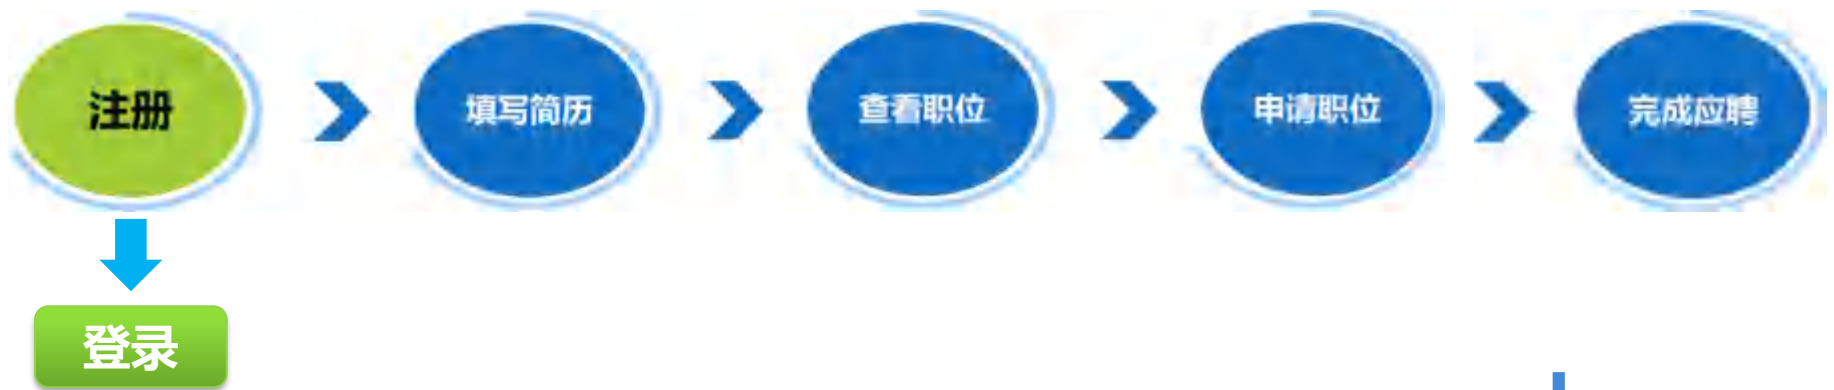 注册
填写简历
查看职位
申请职位
完成应聘
登录